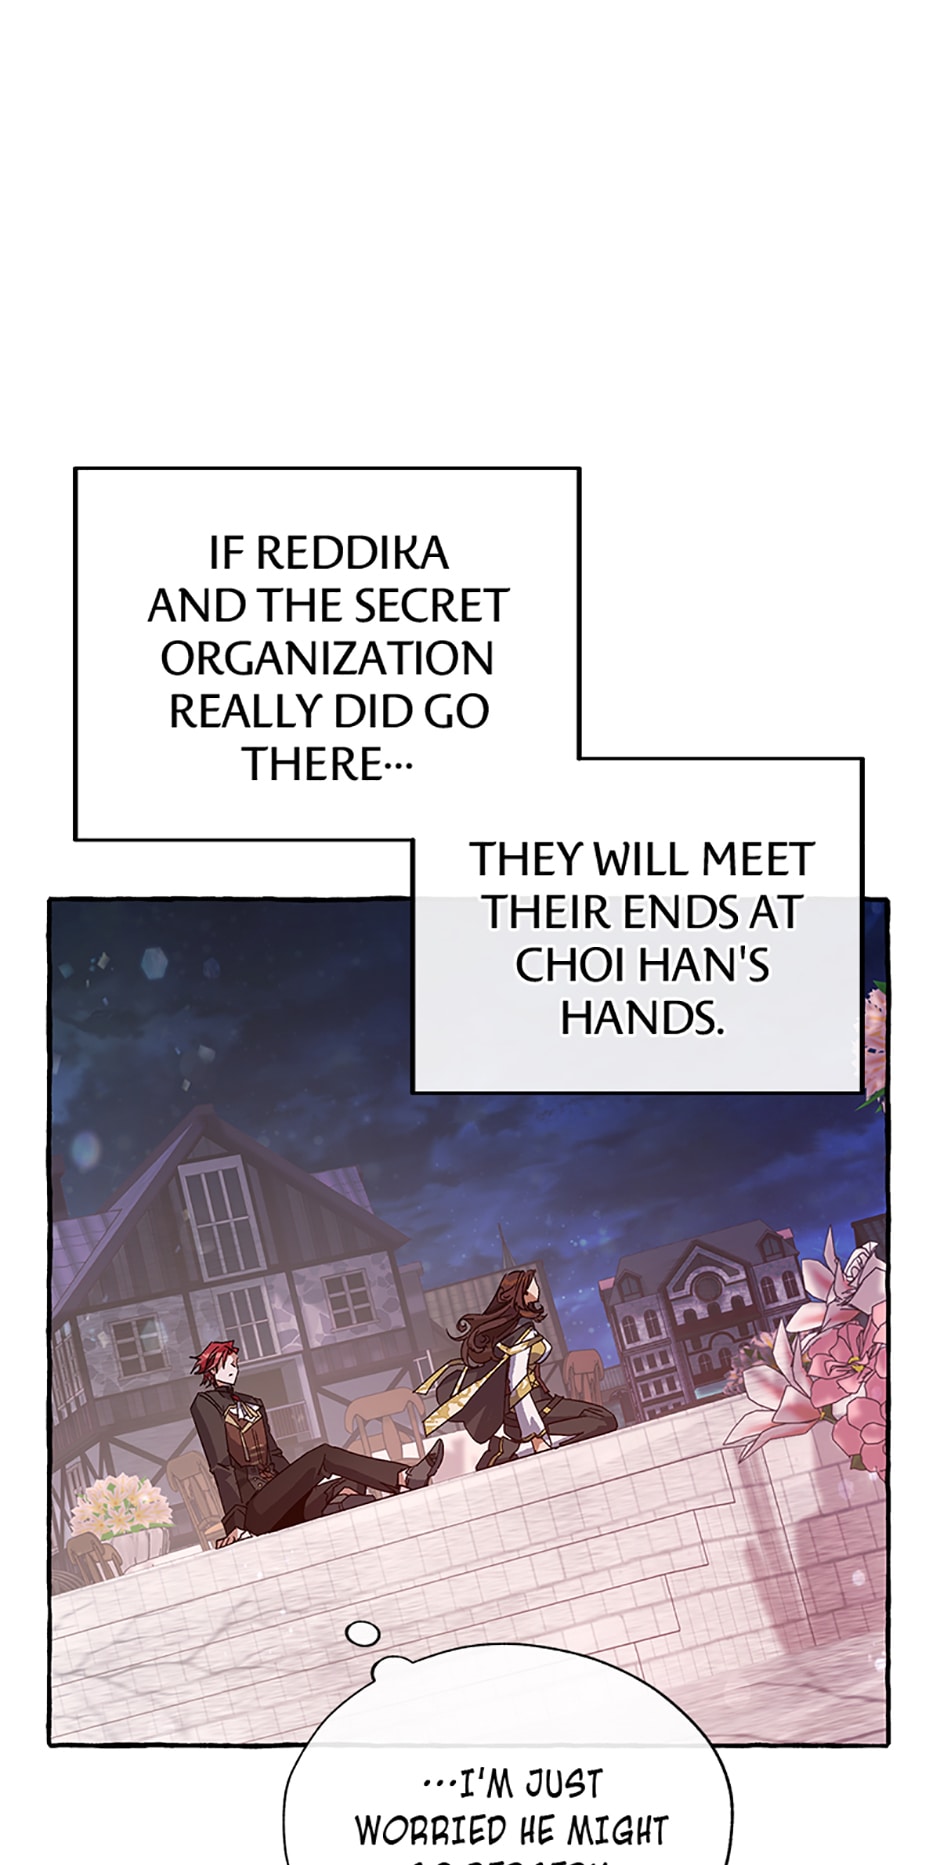 IF REDDIKA
AND THE SECRET
ORGANIZATION
REALLY DID GO
THERE...
THEY WILL MEET
THEIR ENDS AT
CHOI HAN'S
HANDS.
...I'M JUST
WORRIED HE MIGHT